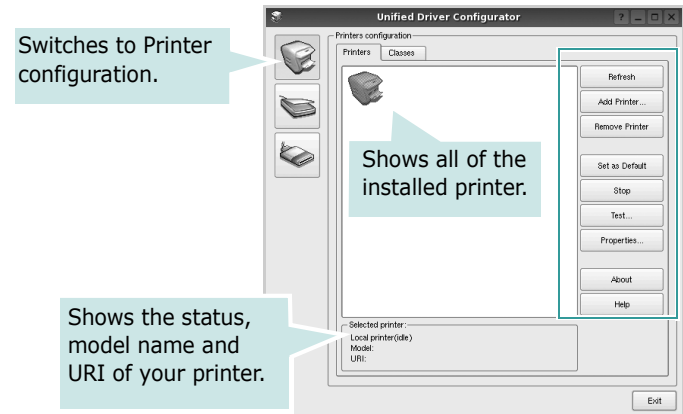 Unified Driver Configurator
Switches to Printer
configuration.
Printers configuration
Printers Classes
Refresh
Add Printer...
Remove Printer
Shows all of the
installed printer.
Set as Default
Stop
Test...
Properties...
About
Help
Shows the status,
model name and
URI of your printer.
Selected printer:
Local printer(idle)
Model:
URI:
Exit